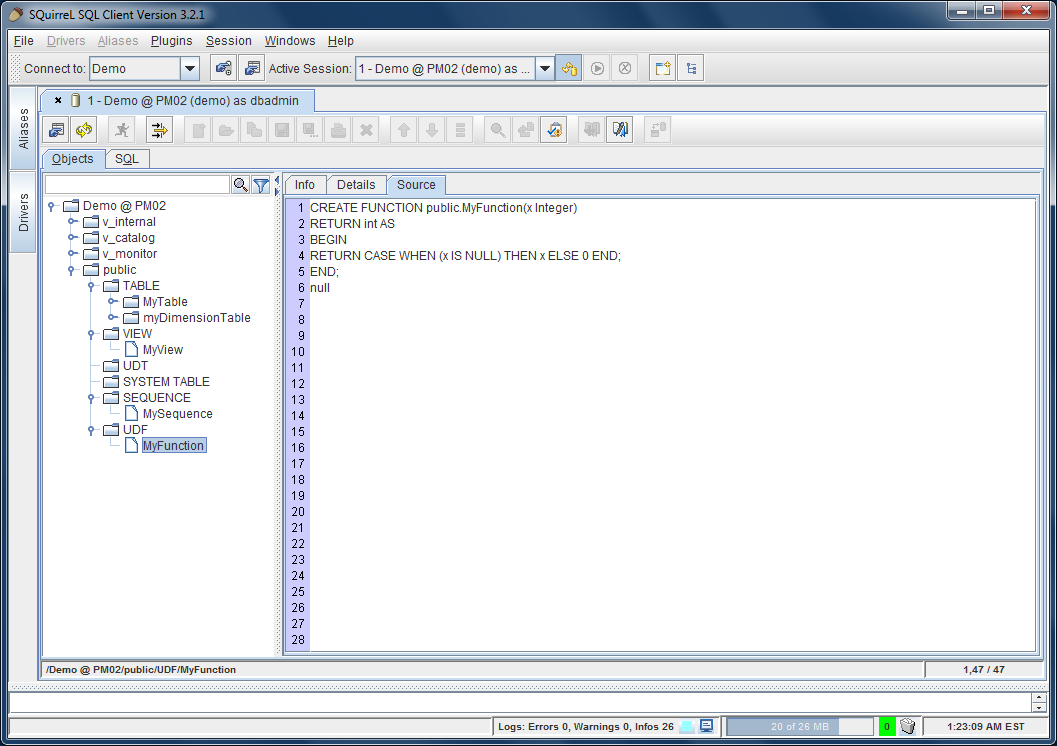 SQuirreL SQL Client Version 3.2.1
File Drivers Aliases Plugins Session Windows Help
Connect to: Demo Active Session: 1 - Demo @ PM02 (demo) as ...
Aliases
Drivers
1 - Demo @ PM02 (demo) as dbadmin
Objects SQL
Info Details Source
Demo @ PM02
v_internal
v_catalog
v_monitor
public
TABLE
MyTable
myDimensionTable
VIEW
MyView
UDT
SYSTEM TABLE
SEQUENCE
MySequence
UDF
MyFunction
1 CREATE FUNCTION public.MyFunction(x Integer)
2 RETURN int AS
3 BEGIN
4 RETURN CASE WHEN (x IS NULL) THEN x ELSE 0 END;
5 END;
6 null
7
8
9
10
11
12
13
14
15
16
17
18
19
20
21
22
23
24
25
26
27
28
/Demo @ PM02/public/UDF/MyFunction 1,47 / 47
Logs: Errors 0, Warnings 0, Infos 26 20 of 26 MB 0 1:23:09 AM EST